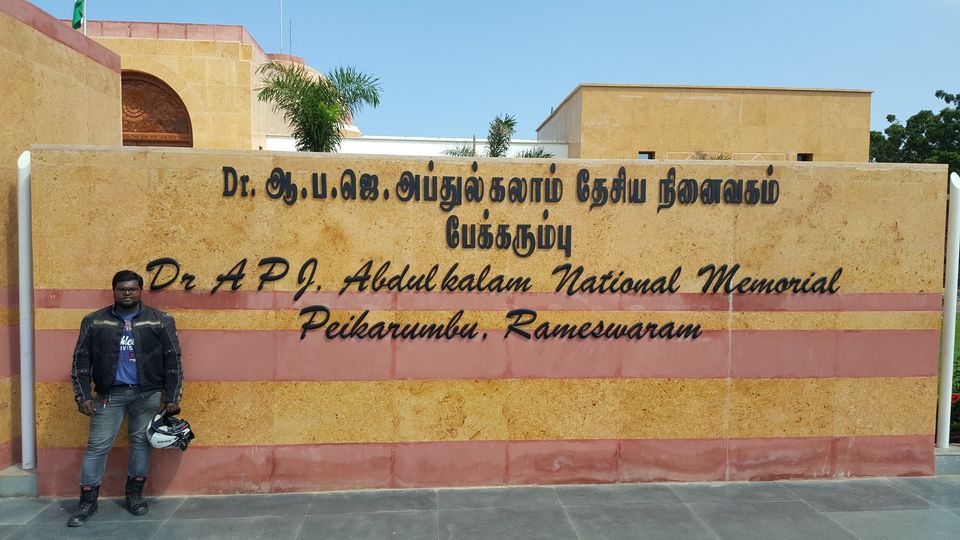 Dr. ஆ.ப.ஜெ. அப்துல்கலாம் தேசிய நினைவகம்
பேக்கரும்பு
Dr A P J, Abdul kalam National Memorial
Peikarumbu, Rameswaram